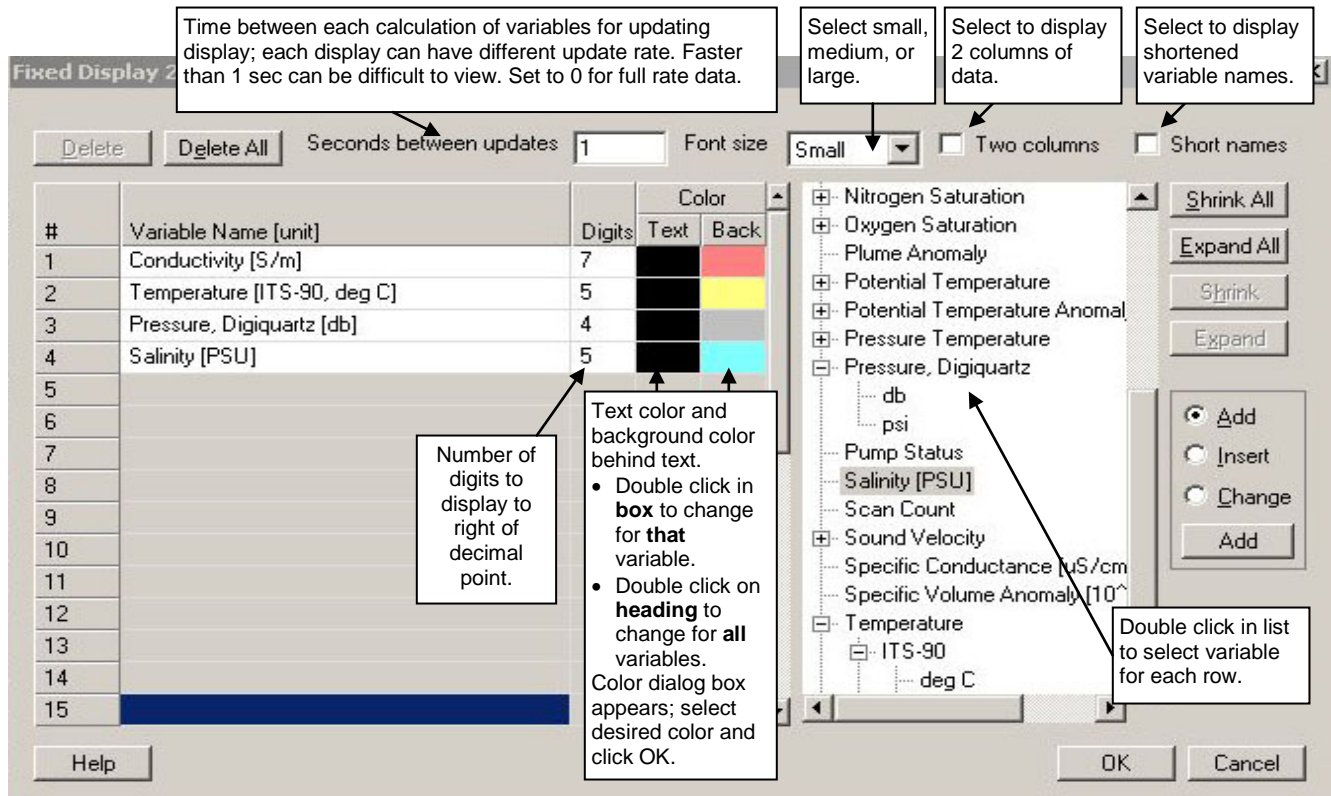 Time between each calculation of variables for updating
display; each display can have different update rate. Faster
than 1 sec can be difficult to view. Set to 0 for full rate data.
Select small,
medium, or
large.
Select to display
2 columns of
data.
Select to display
shortened
variable names.
Fixed Display 2
Delete
Delete All
Seconds between updates
1
Font size
Small
Two columns
Short names
# Variable Name [unit] Digits Color
Text Back
1 Conductivity [S/m] 7
2 Temperature [ITS-90, deg C] 5
3 Pressure, Digiquartz [db] 4
4 Salinity [PSU] 5
5
6
7
8
9
10
11
12
13
14
15
Number of
digits to
display to
right of
decimal
point.
Text color and
background color
behind text.
• Double click in
box to change
for that
variable.
• Double click on
heading to
change for all
variables.
Color dialog box
appears; select
desired color and
click OK.
Nitrogen Saturation
Oxygen Saturation
Plume Anomaly
Potential Temperature
Potential Temperature Anomal
Pressure Temperature
Pressure, Digiquartz
db
psi
Pump Status
Salinity [PSU]
Scan Count
Sound Velocity
Specific Conductance [uS/cm
Specific Volume Anomaly [10^
Temperature
ITS-90
deg C
Double click in list
to select variable
for each row.
Shrink All
Expand All
Shrink
Expand
Add
Insert
Change
Add
Help
OK
Cancel